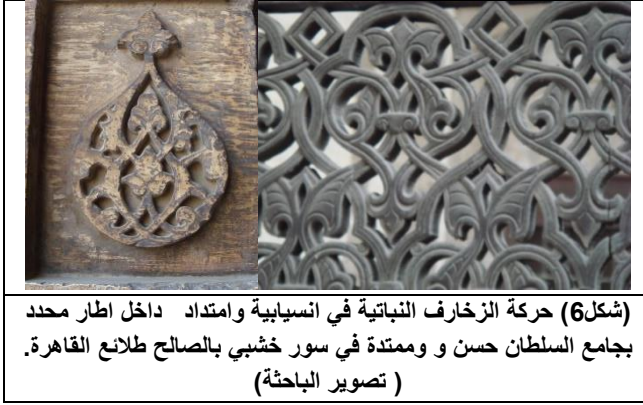 (شكل6) حركة الزخارف النباتية في انسيابية وامتداد داخل اطار محدد
بجامع السلطان حسن و وممتدة في سور خشبي بالصالح طلائع القاهرة.
( تصوير الباحثة)